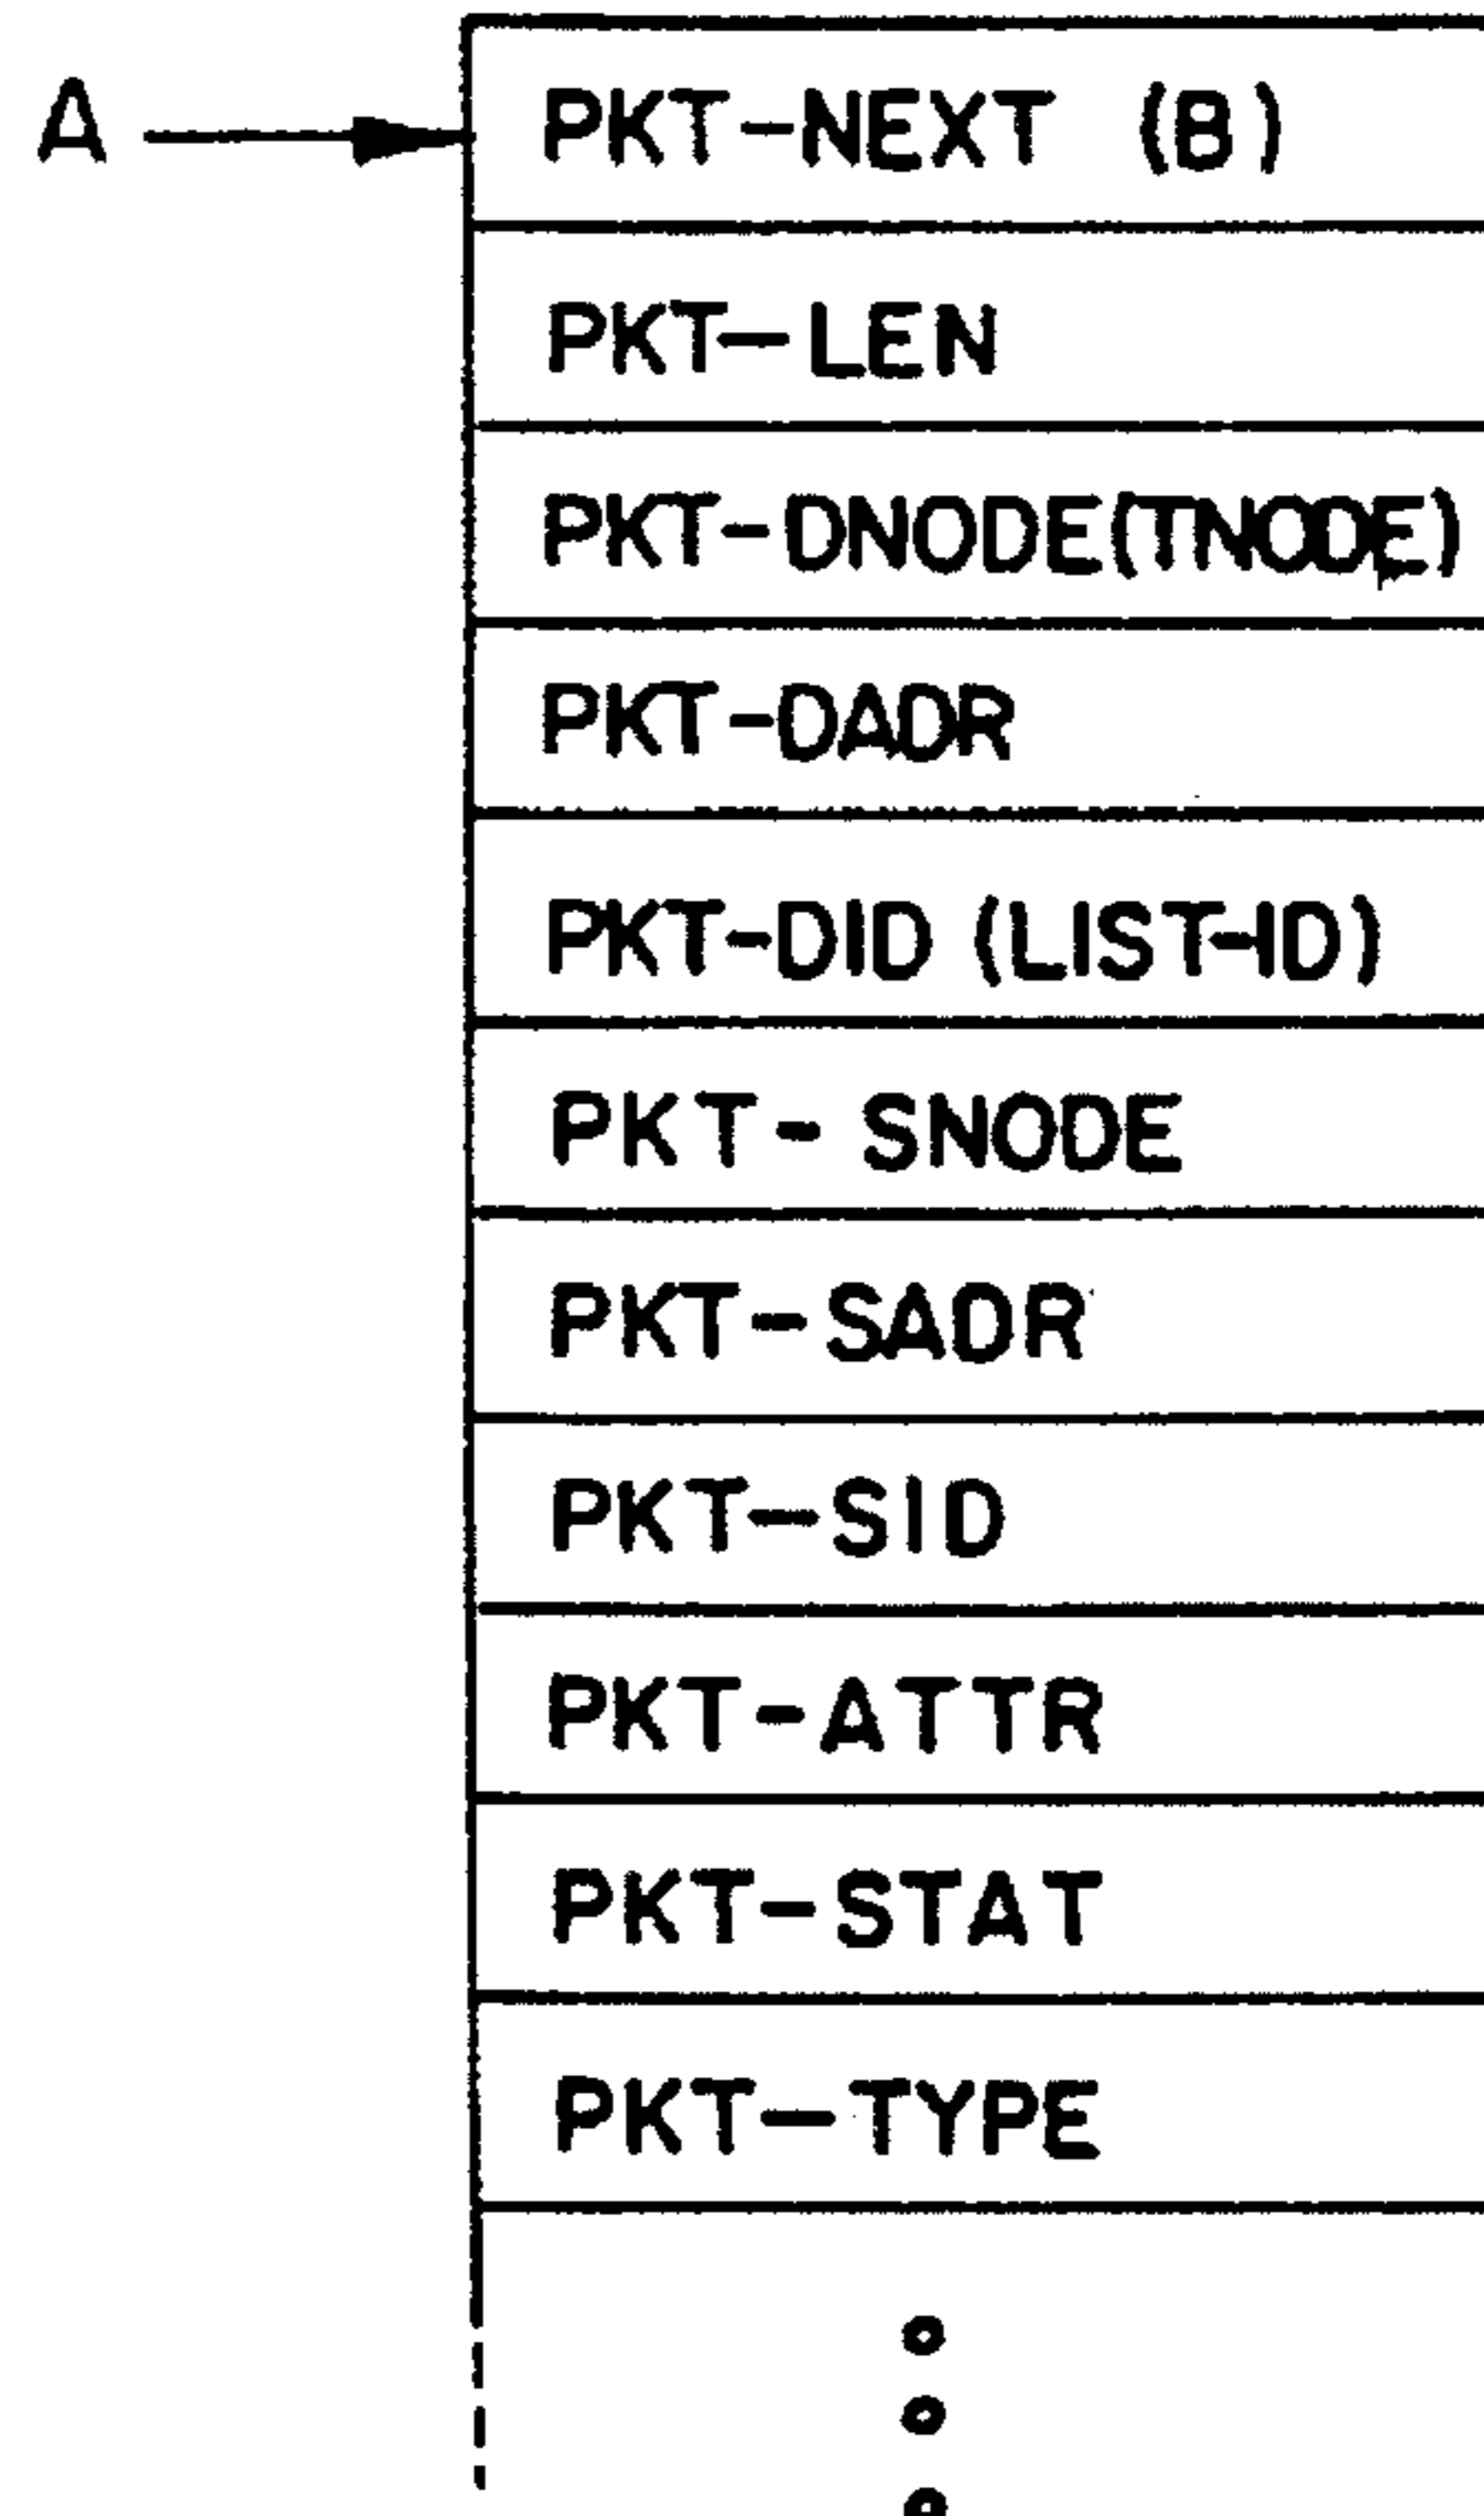 A PKT-NEXT (B)
PKT-LEN
PKT-DNODE(TNODE)
PKT-DADR
PKT-DID (LIST-ID)
PKT- SNODE
PKT-SADR
PKT-SID
PKT-ATTR
PKT-STAT
PKT-TYPE